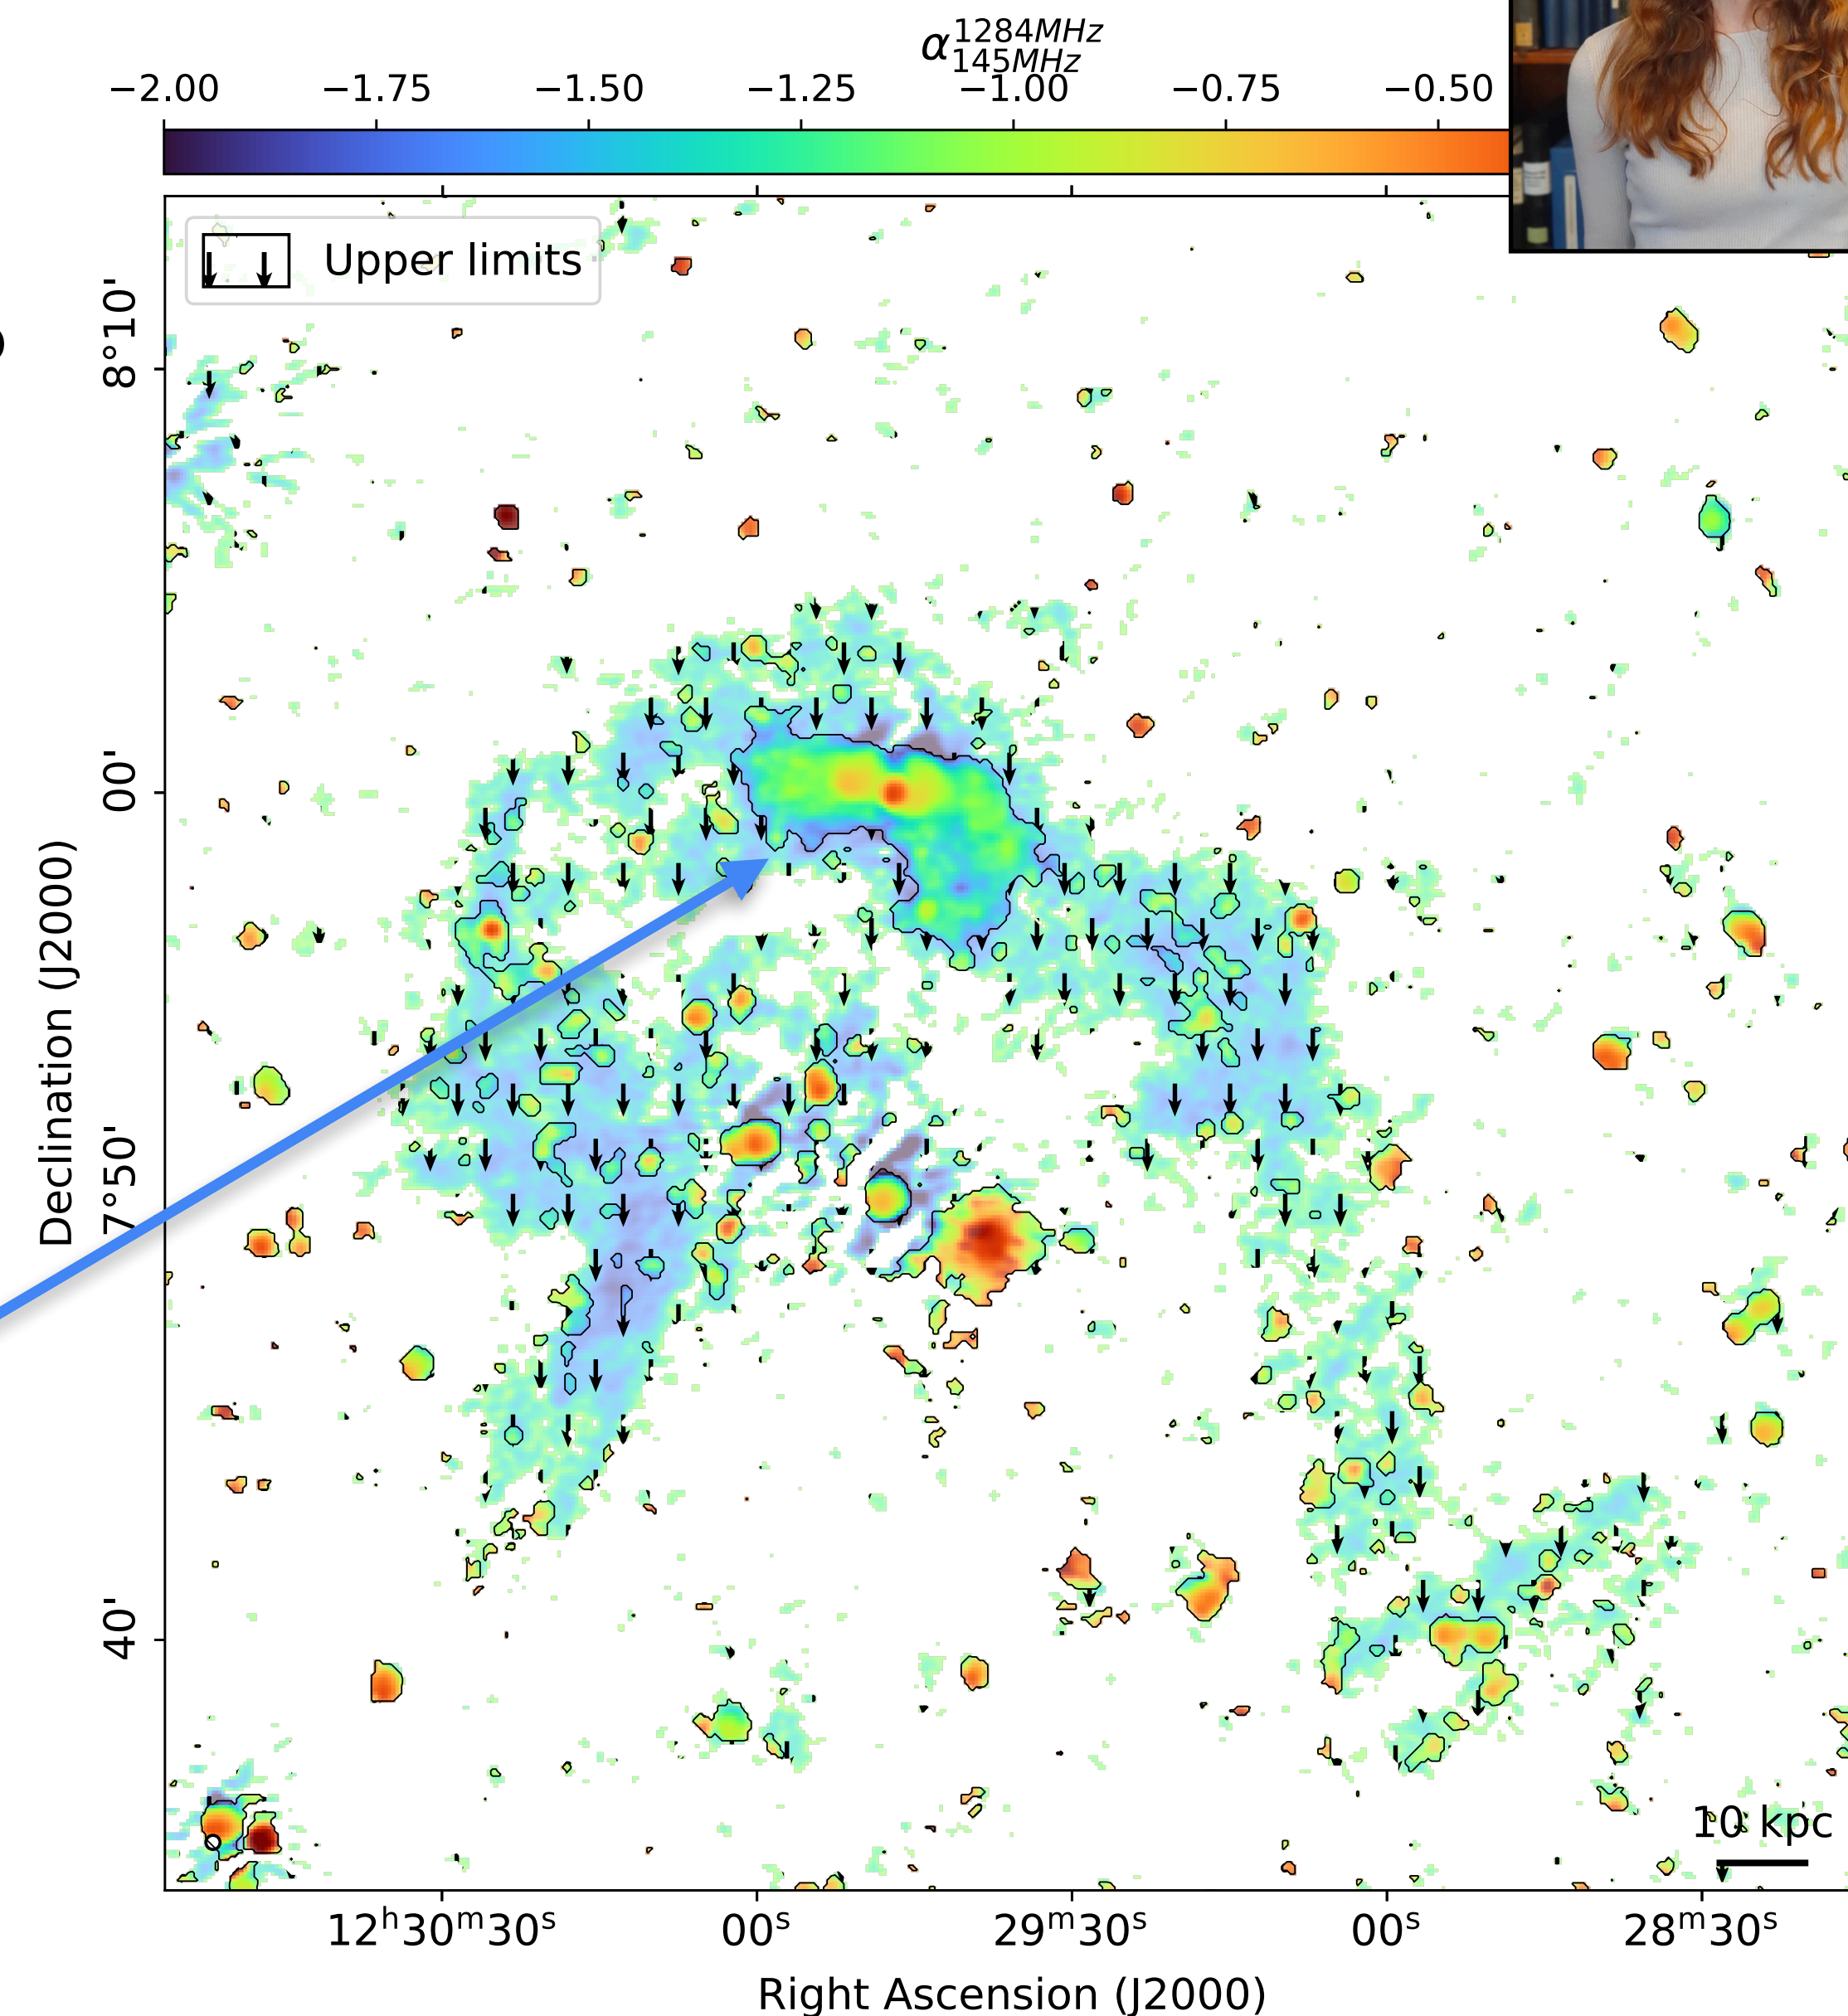 α 1284MHz
145MHz
−2.00 −1.75 −1.50 −1.25 −1.00 −0.75 −0.50
Upper limits
8°10'
00'
7°50'
40'
Declination (J2000)
10 kpc
12ʰ30ᵐ30ˢ 00ˢ 29ᵐ30ˢ 00ˢ 28ᵐ30ˢ
Right Ascension (J2000)